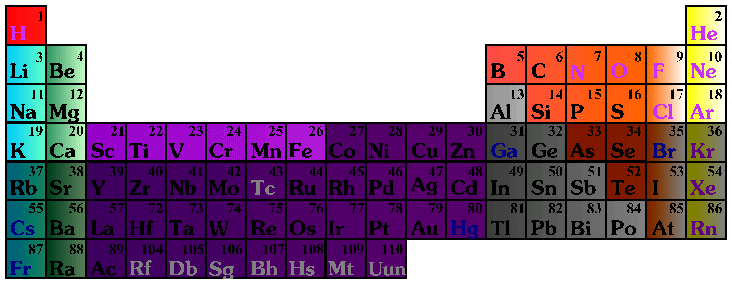 1 2
H He
3 4 5 6 7 8 9 10
Li Be B C N O F Ne
11 12 13 14 15 16 17 18
Na Mg Al Si P S Cl Ar
19 20 21 22 23 24 25 26 27 28 29 30 31 32 33 34 35 36
K Ca Sc Ti V Cr Mn Fe Co Ni Cu Zn Ga Ge As Se Br Kr
37 38 39 40 41 42 43 44 45 46 47 48 49 50 51 52 53 54
Rb Sr Y Zr Nb Mo Tc Ru Rh Pd Ag Cd In Sn Sb Te I Xe
55 56 57 72 73 74 75 76 77 78 79 80 81 82 83 84 85 86
Cs Ba La Hf Ta W Re Os Ir Pt Au Hg Tl Pb Bi Po At Rn
87 88 89 104 105 106 107 108 109 110
Fr Ra Ac Rf Db Sg Bh Hs Mt Uun